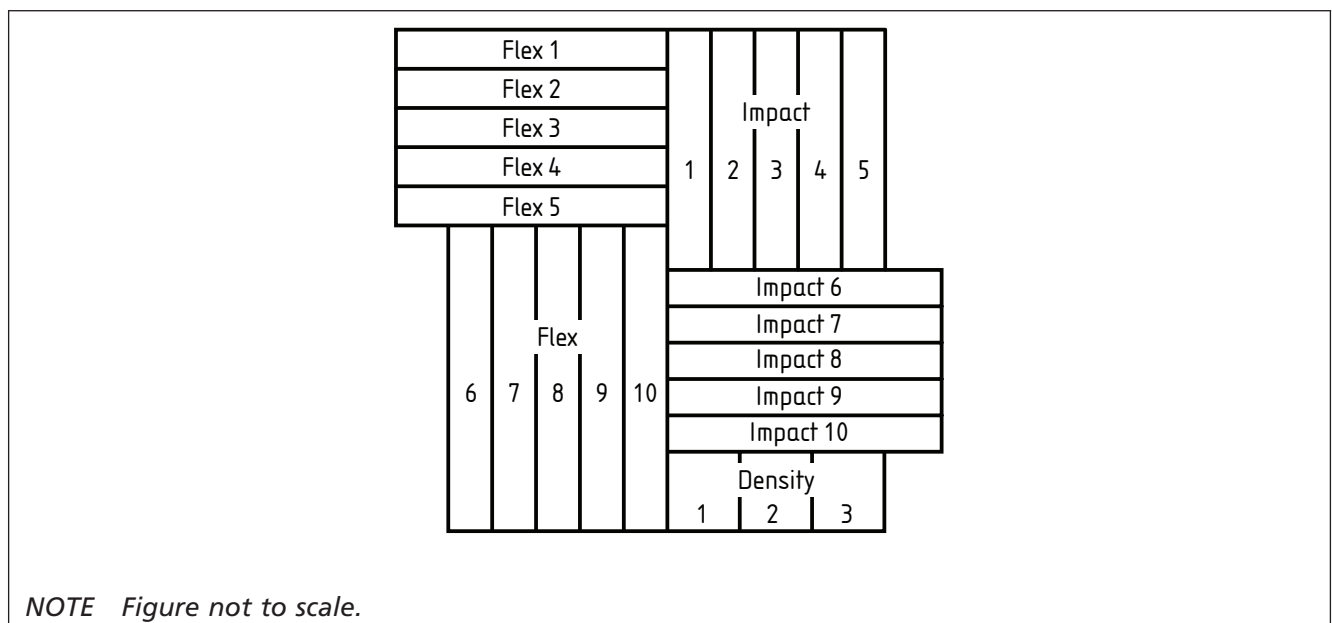 Flex 1
Flex 2
Flex 3
Flex 4
Flex 5
Impact
1 2 3 4 5
Impact 6
Impact 7
Impact 8
Impact 9
Impact 10
Flex
6 7 8 9 10
Density
1 2 3
NOTE Figure not to scale.